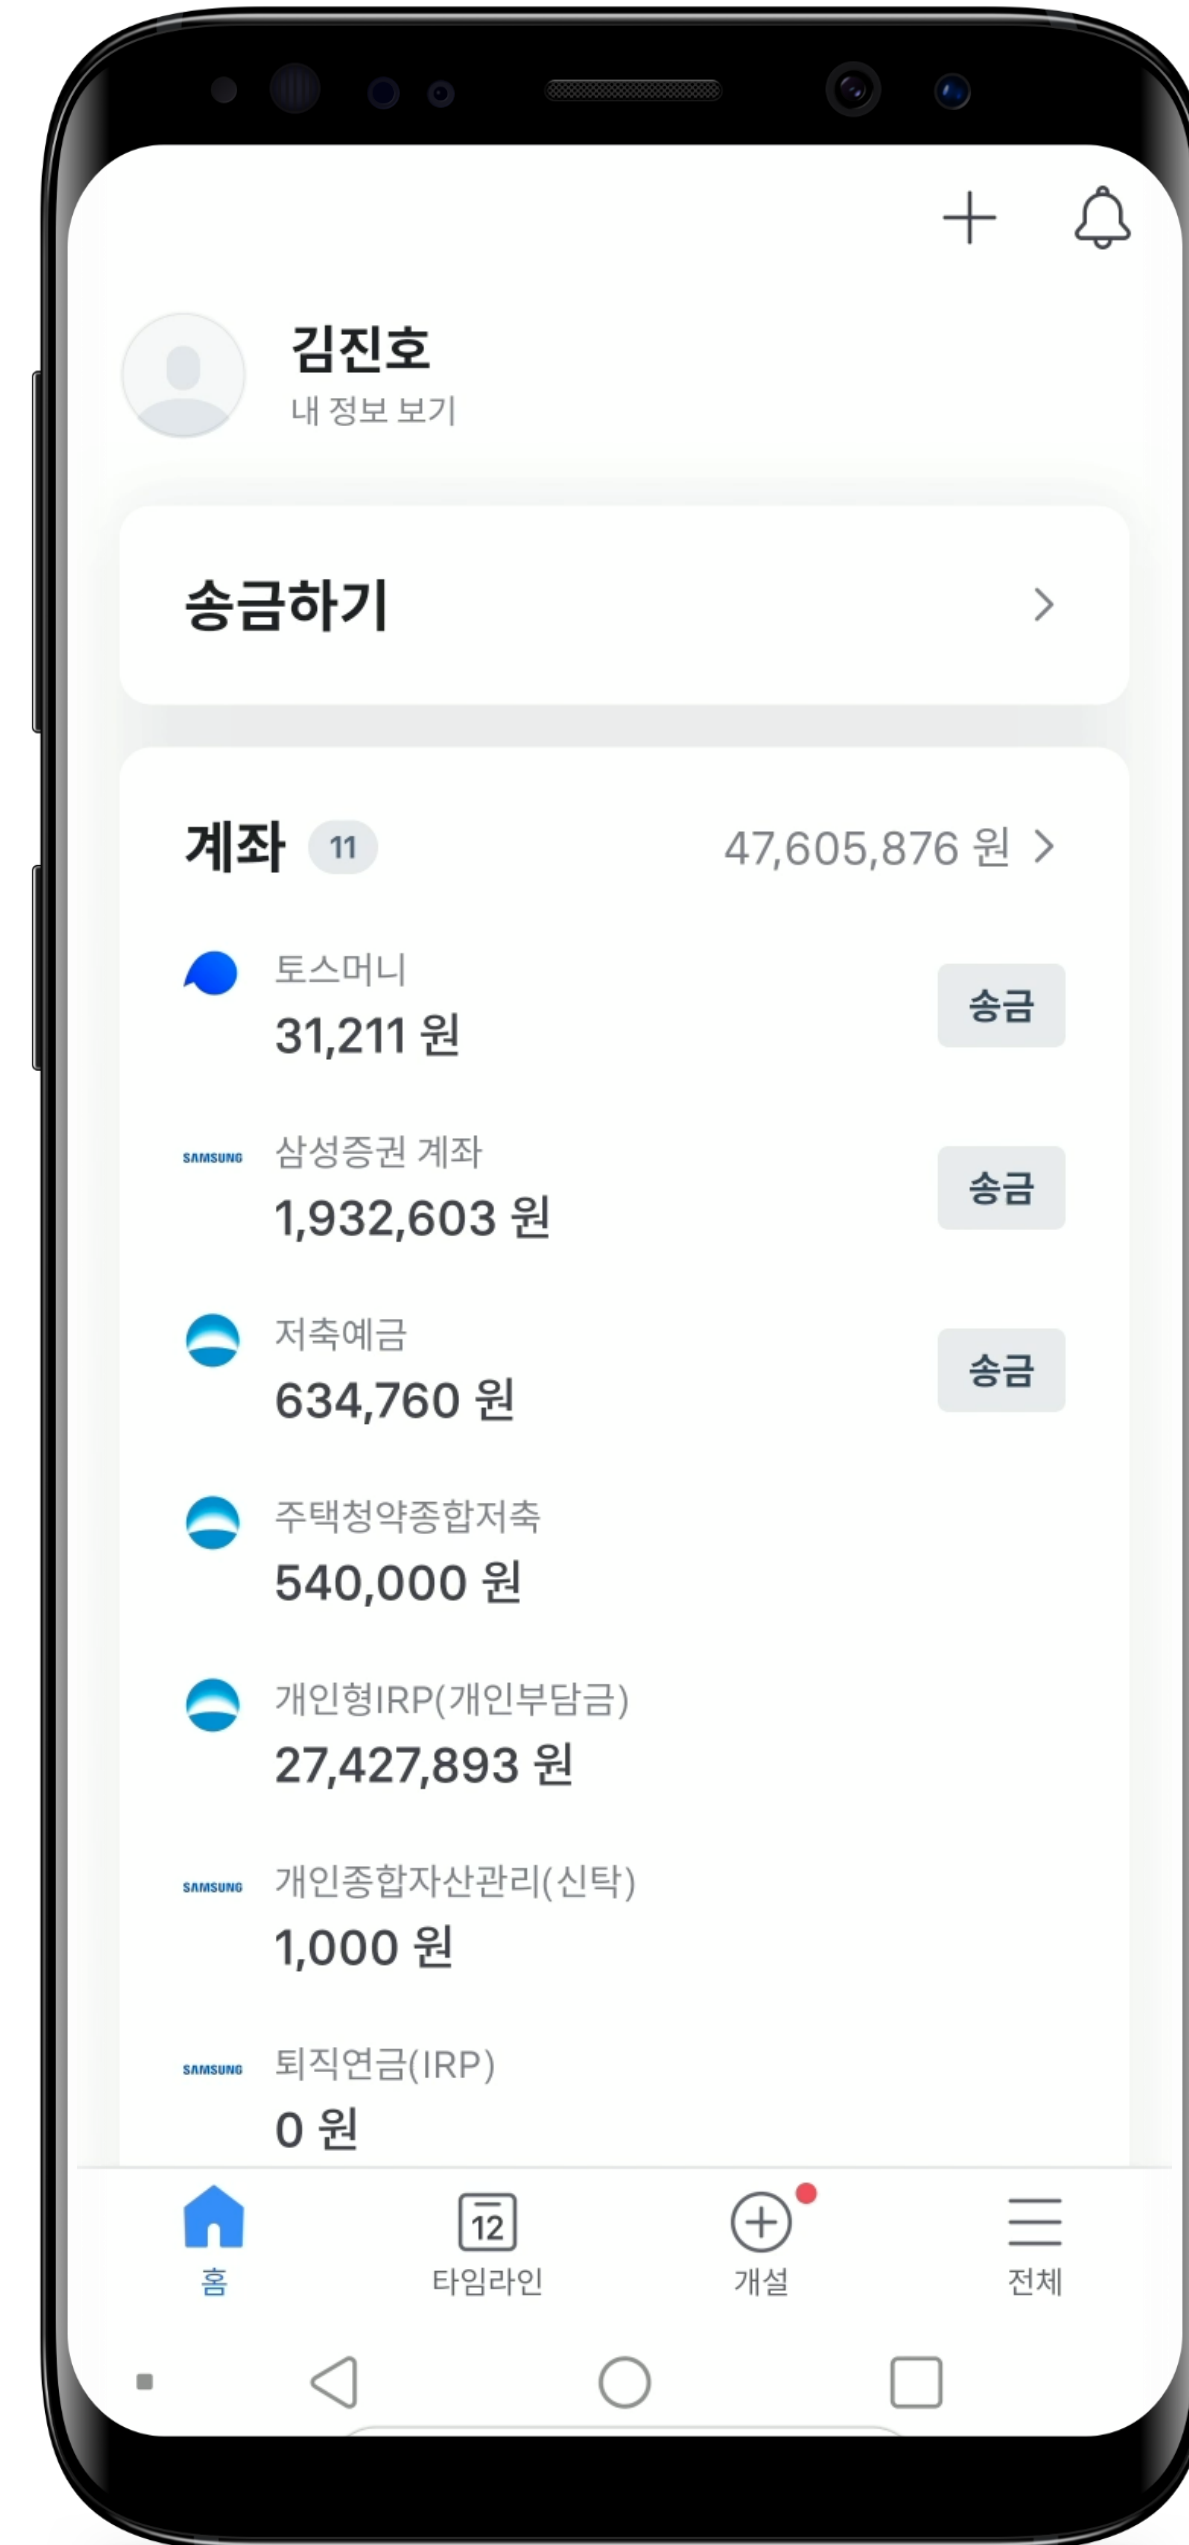 김진호
내 정보 보기
송금하기
계좌 11 47,605,876 원
토스머니
31,211 원 송금
SAMSUNG 삼성증권 계좌
1,932,603 원 송금
저축예금
634,760 원 송금
주택청약종합저축
540,000 원
개인형IRP(개인부담금)
27,427,893 원
SAMSUNG 개인종합자산관리(신탁)
1,000 원
SAMSUNG 퇴직연금(IRP)
0 원
12
홈 타임라인 개설 전체